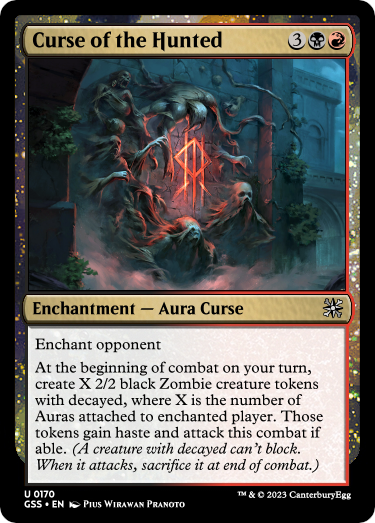 Curse of the Hunted 3
Enchantment — Aura Curse
Enchant opponent
At the beginning of combat on your turn,
create X 2/2 black Zombie creature tokens
with decayed, where X is the number of
Auras attached to enchanted player. Those
tokens gain haste and attack this combat if
able. (A creature with decayed can't block.
When it attacks, sacrifice it at end of combat.)
U 0170
GSS • EN Pius Wirawan Pranoto
™ & © 2023 CanterburyEgg